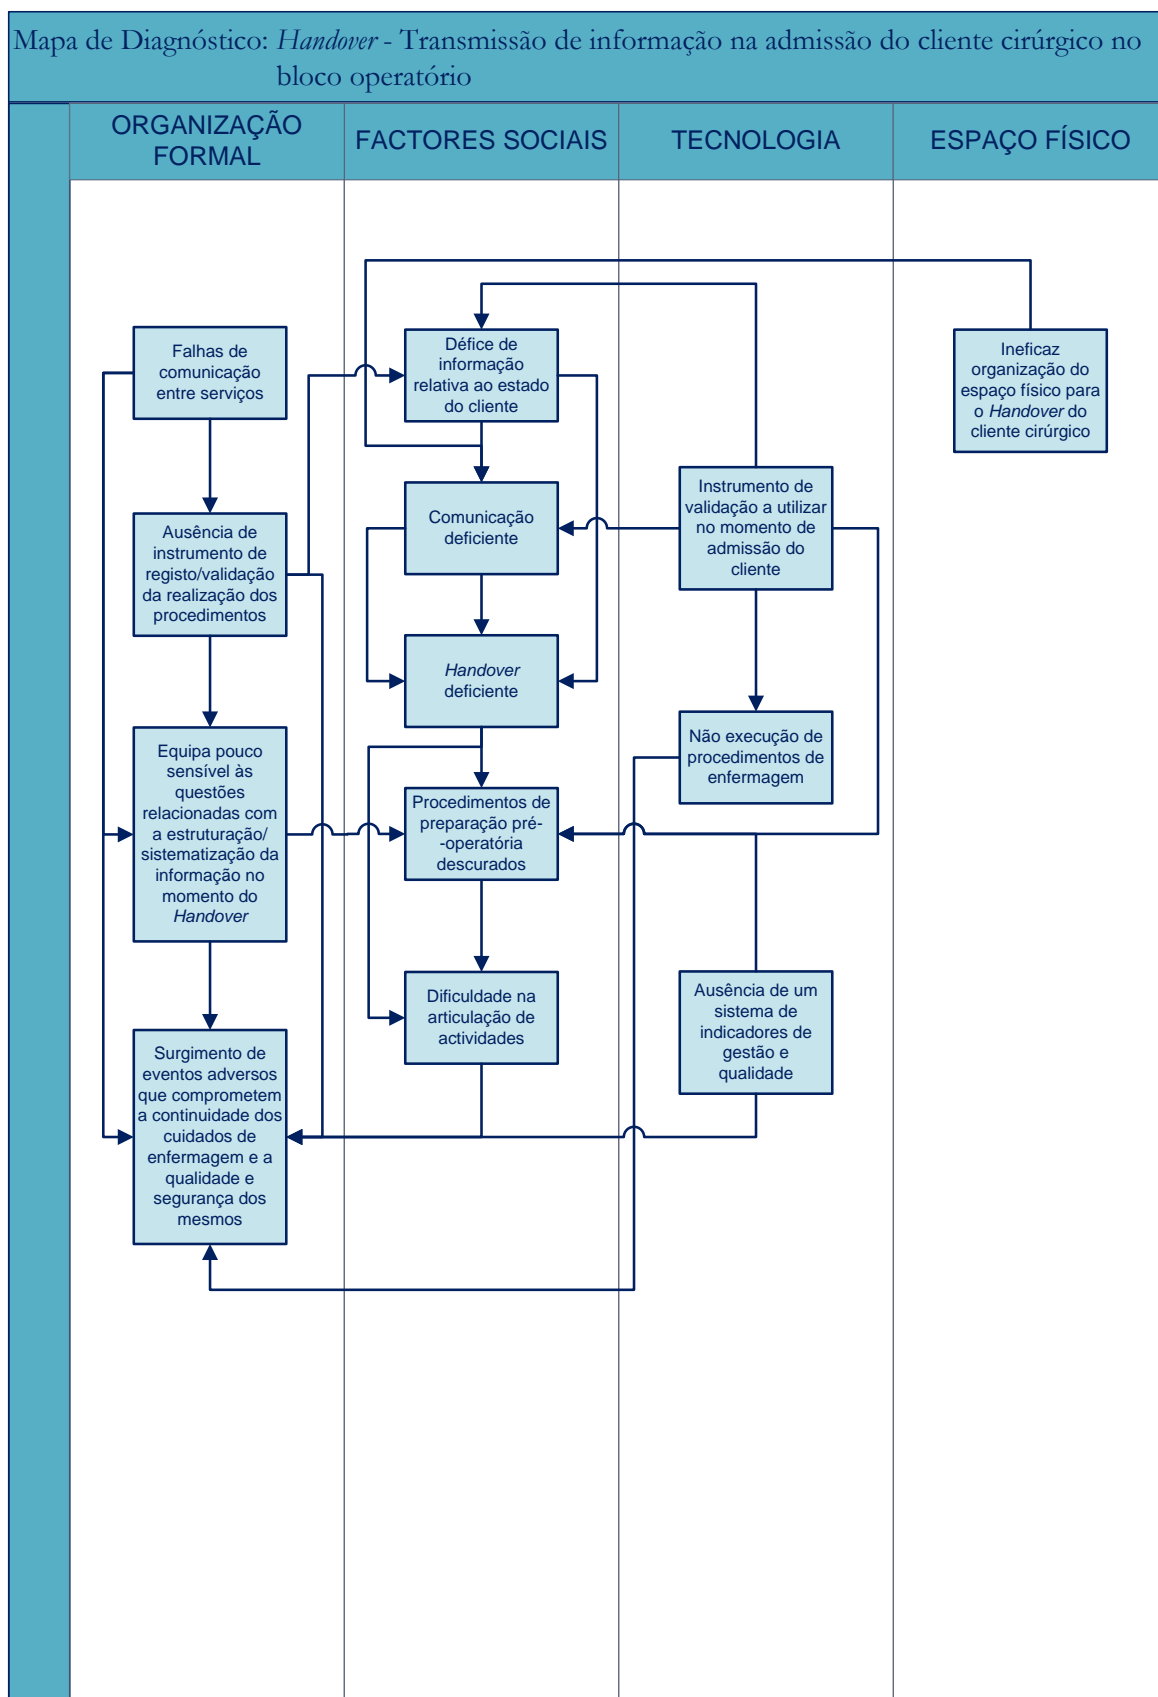 Mapa de Diagnóstico: Handover - Transmissão de informação na admissão do cliente cirúrgico no
bloco operatório
ORGANIZAÇÃO
FORMAL
FACTORES SOCIAIS
TECNOLOGIA
ESPAÇO FÍSICO
Falhas de
comunicação
entre serviços
Ausência de
instrumento de
registo/validação
da realização dos
procedimentos
Equipa pouco
sensível às
questões
relacionadas com
a estruturação/
sistematização da
informação no
momento do
Handover
Surgimento de
eventos adversos
que comprometem
a continuidade dos
cuidados de
enfermagem e a
qualidade e
segurança dos
mesmos
Défice de
informação
relativa ao estado
do cliente
Comunicação
deficiente
Handover
deficiente
Procedimentos de
preparação pré-
-operatória
descurados
Dificuldade na
articulação de
actividades
Instrumento de
validação a utilizar
no momento de
admissão do
cliente
Não execução de
procedimentos de
enfermagem
Ausência de um
sistema de
indicadores de
gestão e
qualidade
Ineficaz
organização do
espaço físico para
o Handover do
cliente cirúrgico